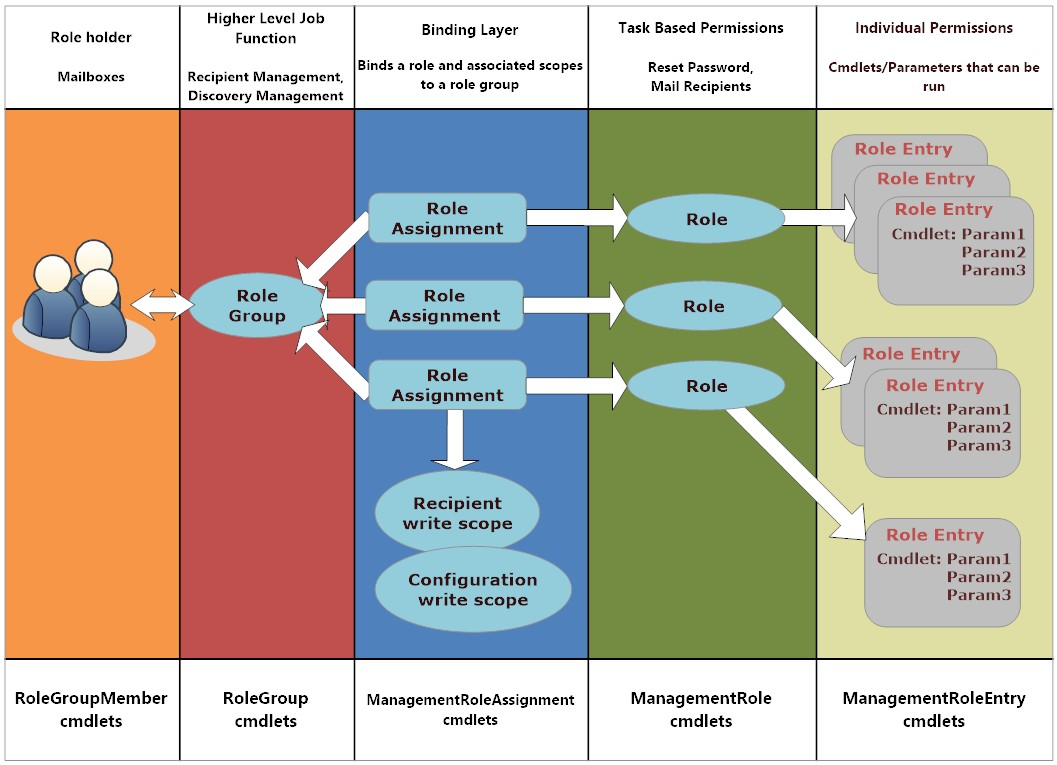 Role holder
Mailboxes
Higher Level Job
Function
Recipient Management,
Discovery Management
Binding Layer
Binds a role and associated scopes
to a role group
Task Based Permissions
Reset Password,
Mail Recipients
Individual Permissions
Cmdlets/Parameters that can be
run
Role
Group
Role
Assignment
Role
Assignment
Role
Assignment
Recipient
write scope
Configuration
write scope
Role
Role
Role
Role Entry
Role Entry
Role Entry
Cmdlet: Param1
Param2
Param3
Role Entry
Role Entry
Cmdlet: Param1
Param2
Param3
Role Entry
Cmdlet: Param1
Param2
Param3
RoleGroupMember
cmdlets
RoleGroup
cmdlets
ManagementRoleAssignment
cmdlets
ManagementRole
cmdlets
ManagementRoleEntry
cmdlets